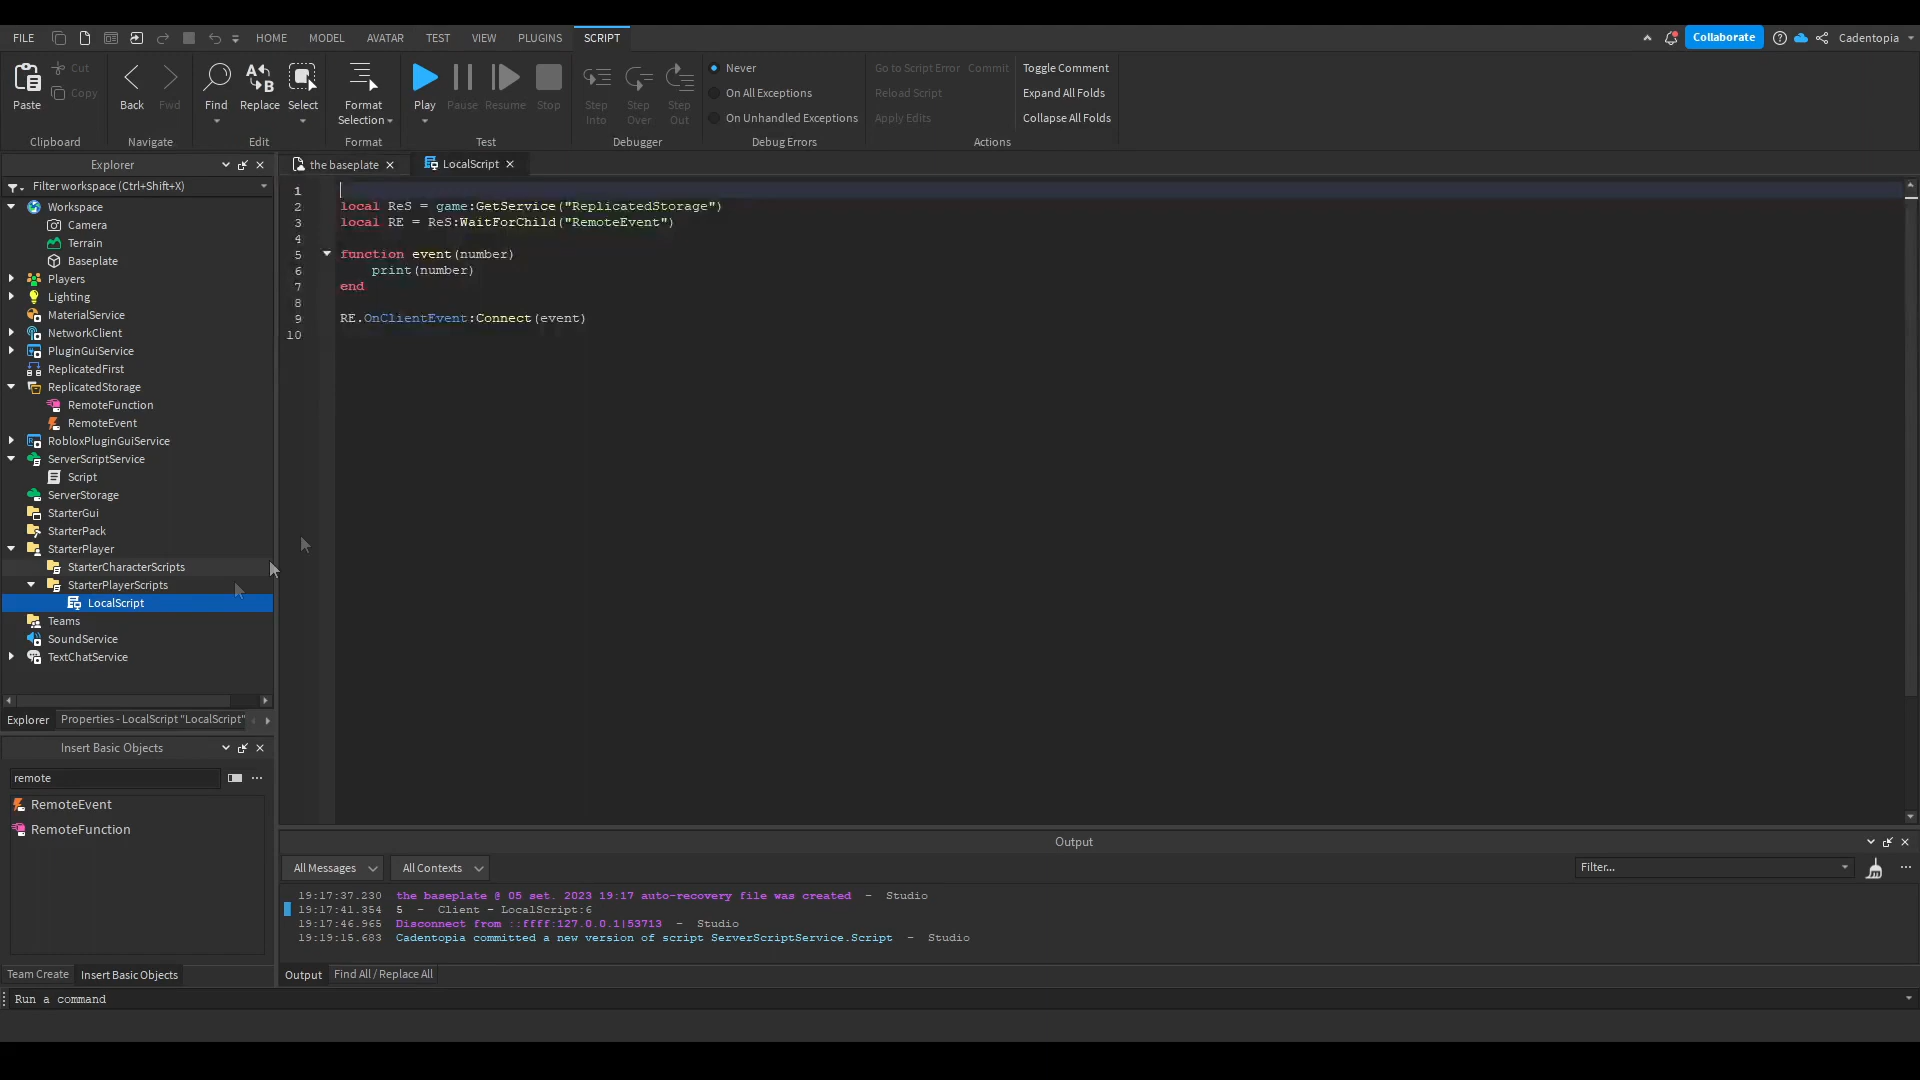 FILE HOME MODEL AVATAR TEST VIEW PLUGINS SCRIPT Collaborate Cadentopia
Paste Cut Copy Back Fwd Find Replace Select Format Selection Play Pause Resume Stop Step Into Step Over Step Out
Never Go to Script Error Commit Toggle Comment
On All Exceptions Reload Script Expand All Folds
On Unhandled Exceptions Apply Edits Collapse All Folds
Clipboard Navigate Edit Format Test Debugger Debug Errors Actions
Explorer
Filter workspace (Ctrl+Shift+X)
Workspace
Camera
Terrain
Baseplate
Players
Lighting
MaterialService
NetworkClient
PluginGuiService
ReplicatedFirst
ReplicatedStorage
RemoteFunction
RemoteEvent
RobloxPluginGuiService
ServerScriptService
Script
ServerStorage
StarterGui
StarterPack
StarterPlayer
StarterCharacterScripts
StarterPlayerScripts
LocalScript
Teams
SoundService
TextChatService
Explorer Properties - LocalScript "LocalScript"
Insert Basic Objects
remote
RemoteEvent
RemoteFunction
Team Create Insert Basic Objects
the baseplate LocalScript
1
2 local ReS = game:GetService("ReplicatedStorage")
3 local RE = ReS:WaitForChild("RemoteEvent")
4
5 function event(number)
6 print(number)
7 end
8
9 RE.OnClientEvent:Connect(event)
10
Output
All Messages All Contexts Filter...
19:17:37.230 the baseplate @ 05 set. 2023 19:17 auto-recovery file was created - Studio
19:17:41.354 5 - Client - LocalScript:6
19:17:46.965 Disconnect from ::ffff:127.0.0.1|53713 - Studio
19:19:15.683 Cadentopia committed a new version of script ServerScriptService.Script - Studio
Output Find All / Replace All
Run a command